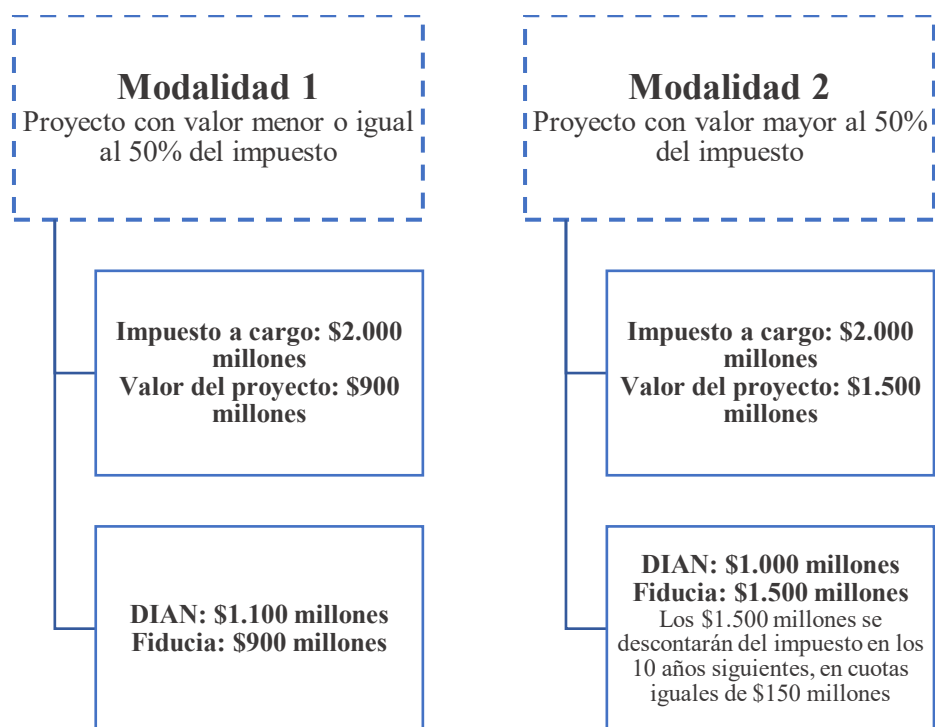 Modalidad 1
Proyecto con valor menor o igual
al 50% del impuesto
Impuesto a cargo: $2.000
millones
Valor del proyecto: $900
millones
DIAN: $1.100 millones
Fiducia: $900 millones
Modalidad 2
Proyecto con valor mayor al 50%
del impuesto
Impuesto a cargo: $2.000
millones
Valor del proyecto: $1.500
millones
DIAN: $1.000 millones
Fiducia: $1.500 millones
Los $1.500 millones se
descontarán del impuesto en los
10 años siguientes, en cuotas
iguales de $150 millones